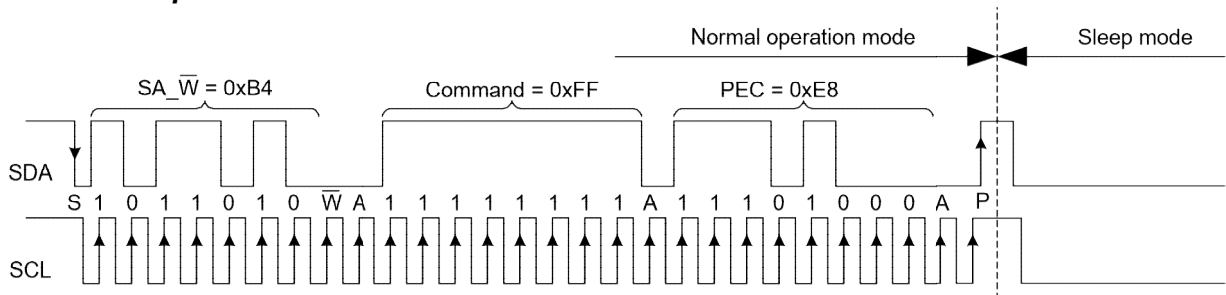 Normal operation mode Sleep mode
SA_W̅ = 0xB4 Command = 0xFF PEC = 0xE8
SDA
S 1 0 1 1 0 1 0 W̅ A 1 1 1 1 1 1 1 1 A 1 1 1 0 1 0 0 0 A P
SCL